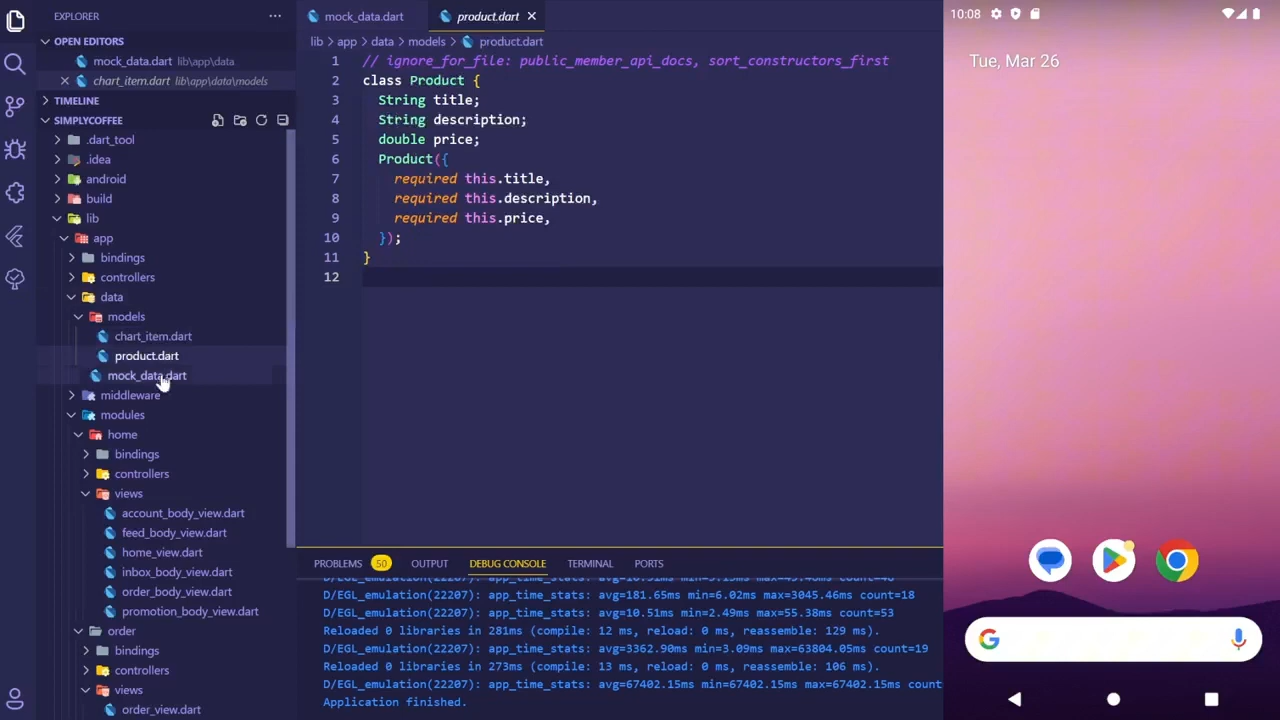 EXPLORER
OPEN EDITORS
mock_data.dart lib\app\data
chart_item.dart lib\app\data\models
TIMELINE
SIMPLYCOFFEE
.dart_tool
.idea
android
build
lib
app
bindings
controllers
data
models
chart_item.dart
product.dart
mock_data.dart
middleware
modules
home
bindings
controllers
views
account_body_view.dart
feed_body_view.dart
home_view.dart
inbox_body_view.dart
order_body_view.dart
promotion_body_view.dart
order
bindings
controllers
views
order_view.dart
mock_data.dart product.dart
lib > app > data > models > product.dart
1 // ignore_for_file: public_member_api_docs, sort_constructors_first
2 class Product {
3 String title;
4 String description;
5 double price;
6 Product({
7 required this.title,
8 required this.description,
9 required this.price,
10 });
11 }
12
PROBLEMS 50 OUTPUT DEBUG CONSOLE TERMINAL PORTS
D/EGL_emulation(22207): app_time_stats: avg=181.65ms min=6.02ms max=3045.46ms count=18
D/EGL_emulation(22207): app_time_stats: avg=10.51ms min=2.49ms max=55.38ms count=53
Reloaded 0 libraries in 281ms (compile: 12 ms, reload: 0 ms, reassemble: 129 ms).
D/EGL_emulation(22207): app_time_stats: avg=3362.90ms min=3.09ms max=63804.05ms count=19
Reloaded 0 libraries in 273ms (compile: 13 ms, reload: 0 ms, reassemble: 106 ms).
D/EGL_emulation(22207): app_time_stats: avg=67402.15ms min=67402.15ms max=67402.15ms count
Application finished.
10:08
Tue, Mar 26